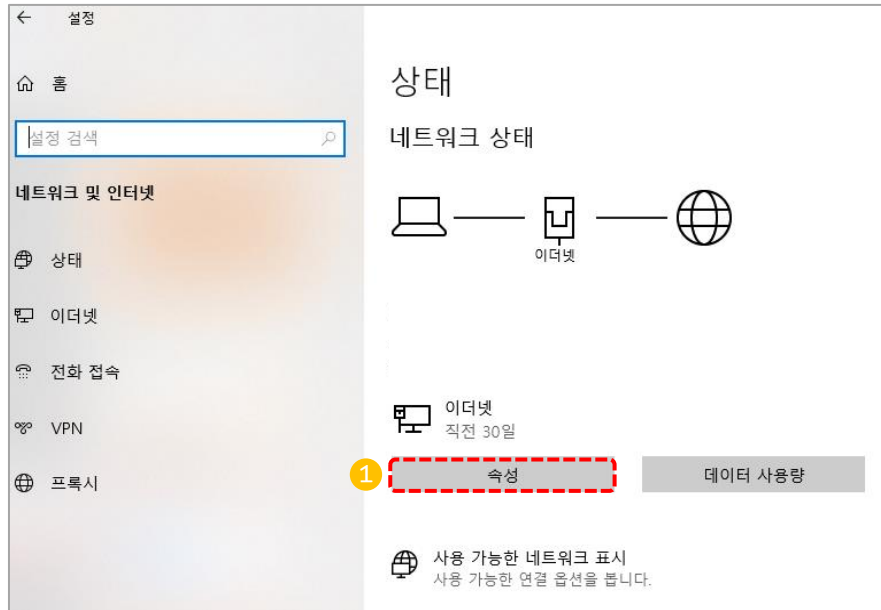 설정
홈
설정 검색
네트워크 및 인터넷
상태
이더넷
전화 접속
VPN
프록시
상태
네트워크 상태
이더넷
이더넷
직전 30일
1
속성
데이터 사용량
사용 가능한 네트워크 표시
사용 가능한 연결 옵션을 봅니다.